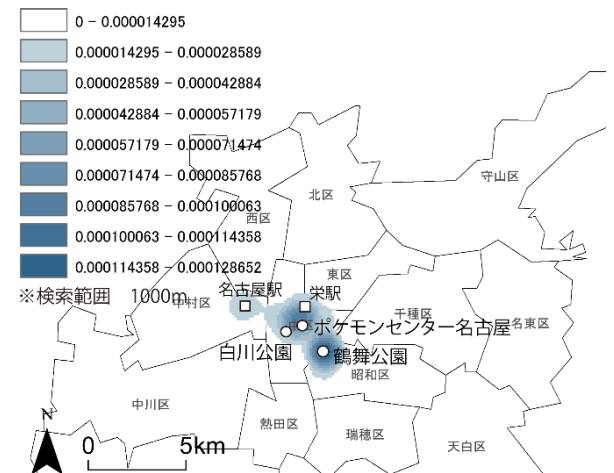 0 - 0.000014295
0.000014295 - 0.000028589
0.000028589 - 0.000042884
0.000042884 - 0.000057179
0.000057179 - 0.000071474
0.000071474 - 0.000085768
0.000085768 - 0.000100063
0.000100063 - 0.000114358
0.000114358 - 0.000128652
※検索範囲 1000m
守山区
北区
西区
東区
名古屋駅
栄駅
中村区
千種区
名東区
ポケモンセンター名古屋
白川公園
鶴舞公園
昭和区
中川区
熱田区
瑞穂区
天白区
N
0 5km